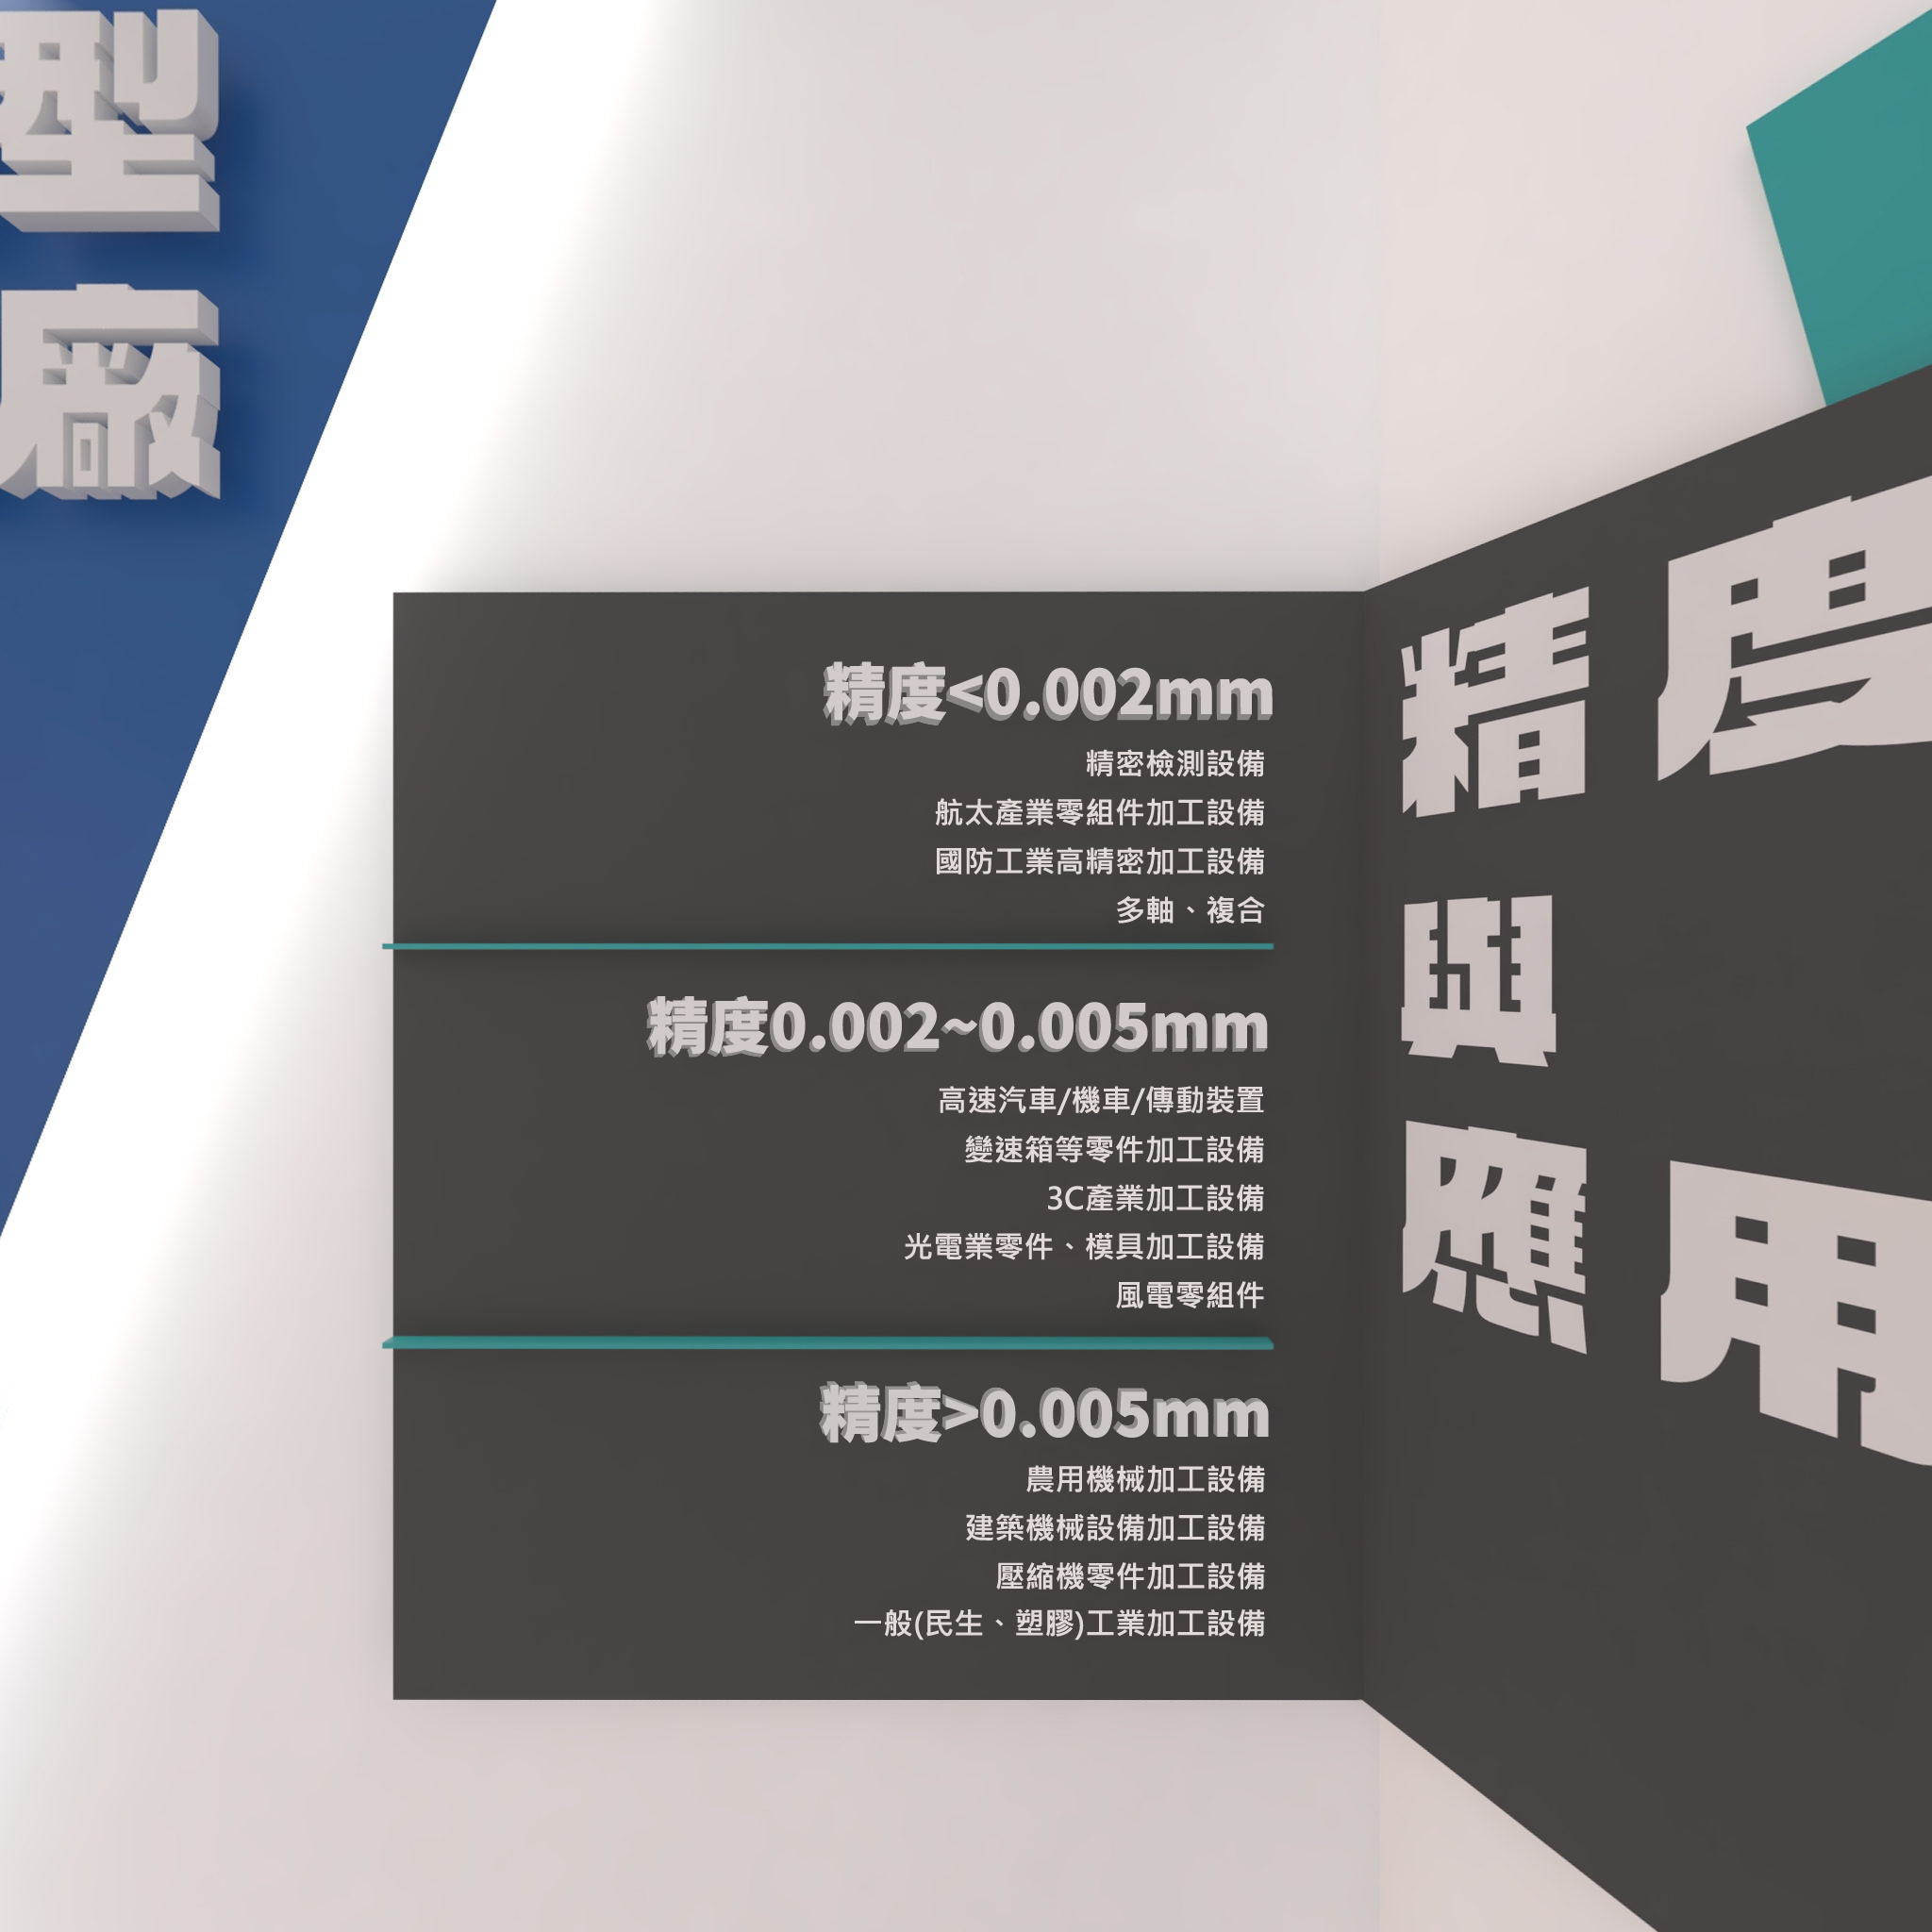 型
廠
精度<0.002mm
精密檢測設備
航太產業零組件加工設備
國防工業高精密加工設備
多軸、複合
精度0.002~0.005mm
高速汽車/機車/傳動裝置
變速箱等零件加工設備
3C產業加工設備
光電業零件、模具加工設備
風電零組件
精度>0.005mm
農用機械加工設備
建築機械設備加工設備
壓縮機零件加工設備
一般(民生、塑膠)工業加工設備
精度
與
應用